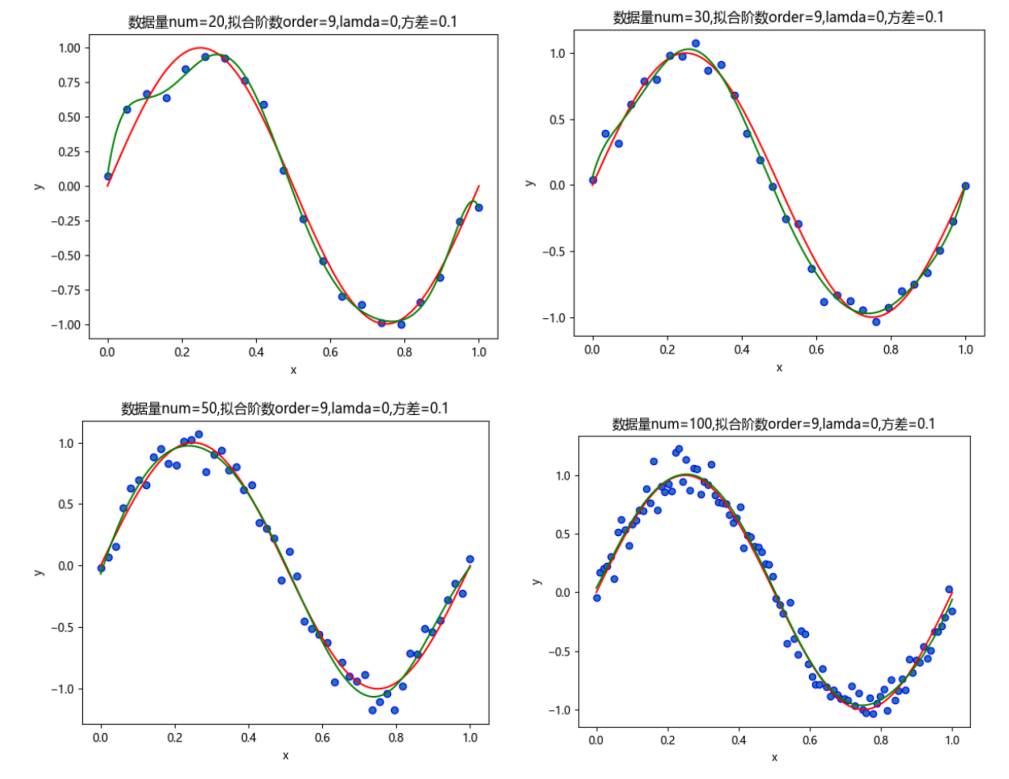 数据量num=20,拟合阶数order=9,lamda=0,方差=0.1
1.00
0.75
0.50
0.25
0.00
−0.25
−0.50
−0.75
−1.00
y
0.0 0.2 0.4 0.6 0.8 1.0
x
数据量num=30,拟合阶数order=9,lamda=0,方差=0.1
1.0
0.5
0.0
−0.5
−1.0
y
0.0 0.2 0.4 0.6 0.8 1.0
x
数据量num=50,拟合阶数order=9,lamda=0,方差=0.1
1.0
0.5
0.0
−0.5
−1.0
y
0.0 0.2 0.4 0.6 0.8 1.0
x
数据量num=100,拟合阶数order=9,lamda=0,方差=0.1
1.0
0.5
0.0
−0.5
−1.0
y
0.0 0.2 0.4 0.6 0.8 1.0
x